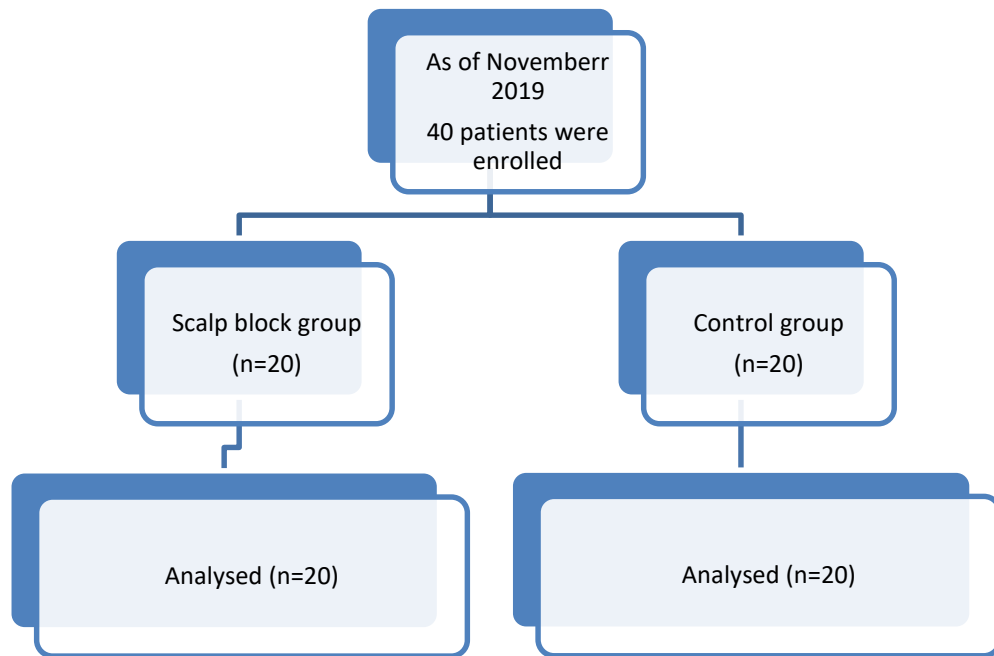 As of Novemberr
2019
40 patients were
enrolled
Scalp block group
(n=20)
Control group
(n=20)
Analysed (n=20)
Analysed (n=20)